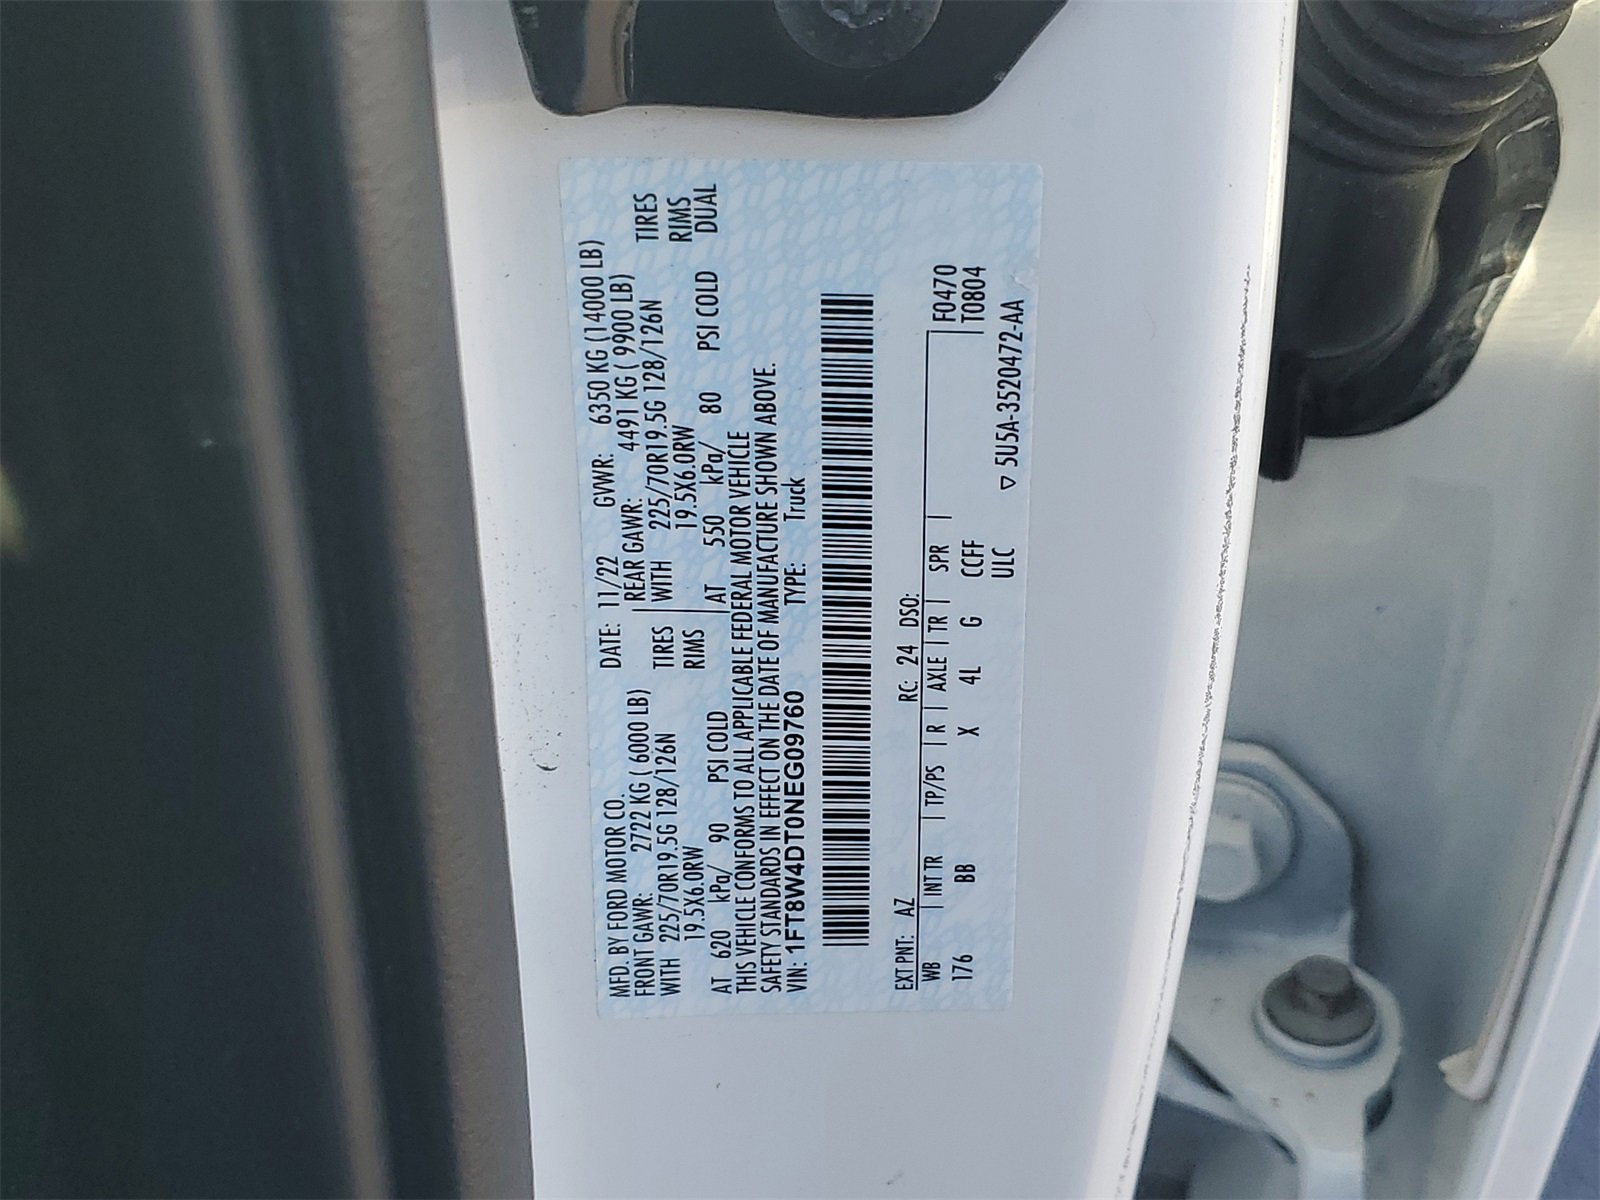 MFD. BY FORD MOTOR CO. DATE: 11/22 GVWR: 6350 KG (14000 LB)
FRONT GAWR: 2722 KG ( 6000 LB) REAR GAWR: 4491 KG ( 9900 LB)
WITH 225/70R19.5G 128/126N TIRES WITH 225/70R19.5G 128/126N TIRES
19.5X6.0RW RIMS 19.5X6.0RW RIMS
AT 620 kPa/ 90 PSI COLD AT 550 kPa/ 80 PSI COLD DUAL
THIS VEHICLE CONFORMS TO ALL APPLICABLE FEDERAL MOTOR VEHICLE
SAFETY STANDARDS IN EFFECT ON THE DATE OF MANUFACTURE SHOWN ABOVE.
VIN: 1FT8W4DT0NEG09760 TYPE: Truck
EXT PNT: AZ RC: 24 DSO:
WB | INT TR | TP/PS | R | AXLE | TR | SPR | F0470
176 BB X 4L G CCFF T0804
ULC ▽ 5U5A-3520472-AA